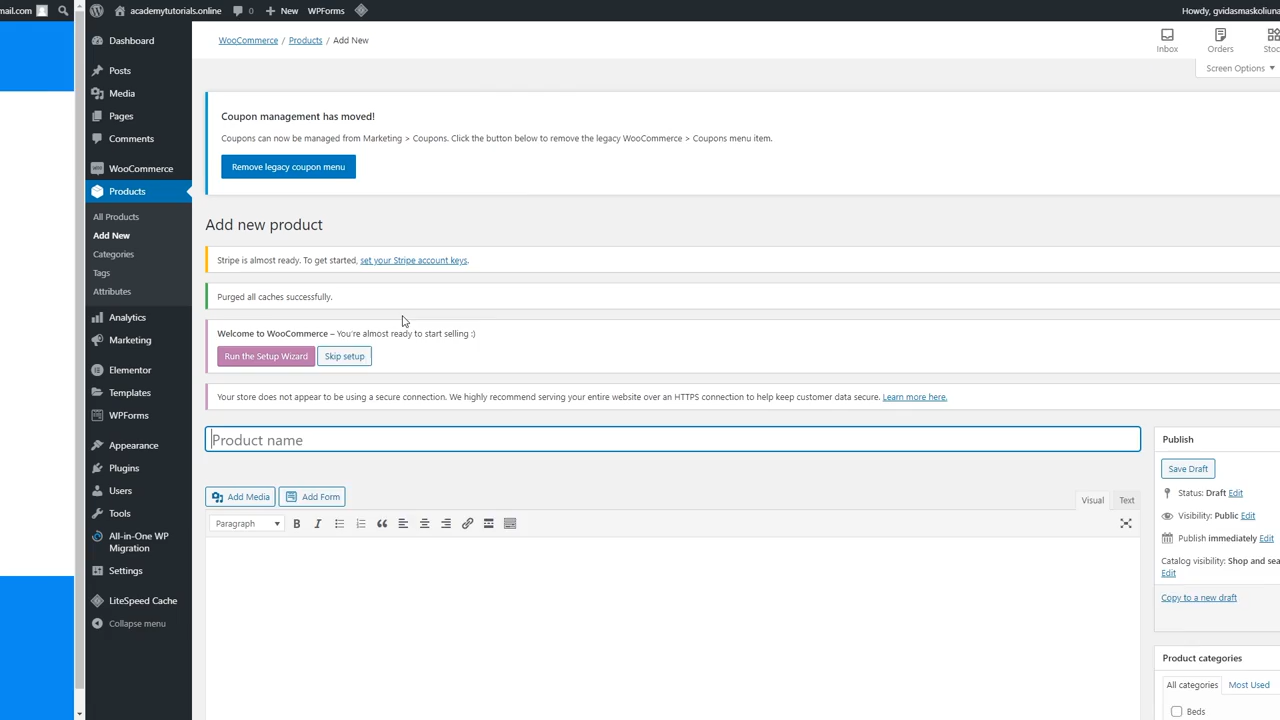 mail.com
academytutorials.online
0
New
WPForms
Howdy, gvidasmaskoliuna
Dashboard
Posts
Media
Pages
Comments
WooCommerce
Products
All Products
Add New
Categories
Tags
Attributes
Analytics
Marketing
Elementor
Templates
WPForms
Appearance
Plugins
Users
Tools
All-in-One WP
Migration
Settings
LiteSpeed Cache
Collapse menu
WooCommerce / Products / Add New
Inbox
Orders
Stoc
Screen Options
Coupon management has moved!
Coupons can now be managed from Marketing > Coupons. Click the button below to remove the legacy WooCommerce > Coupons menu item.
Remove legacy coupon menu
Add new product
Stripe is almost ready. To get started, set your Stripe account keys.
Purged all caches successfully.
Welcome to WooCommerce – You're almost ready to start selling :)
Run the Setup Wizard
Skip setup
Your store does not appear to be using a secure connection. We highly recommend serving your entire website over an HTTPS connection to help keep customer data secure. Learn more here.
Product name
Add Media
Add Form
Visual
Text
Paragraph
B
I
Publish
Save Draft
Status: Draft Edit
Visibility: Public Edit
Publish immediately Edit
Catalog visibility: Shop and sea
Edit
Copy to a new draft
Product categories
All categories
Most Used
Beds